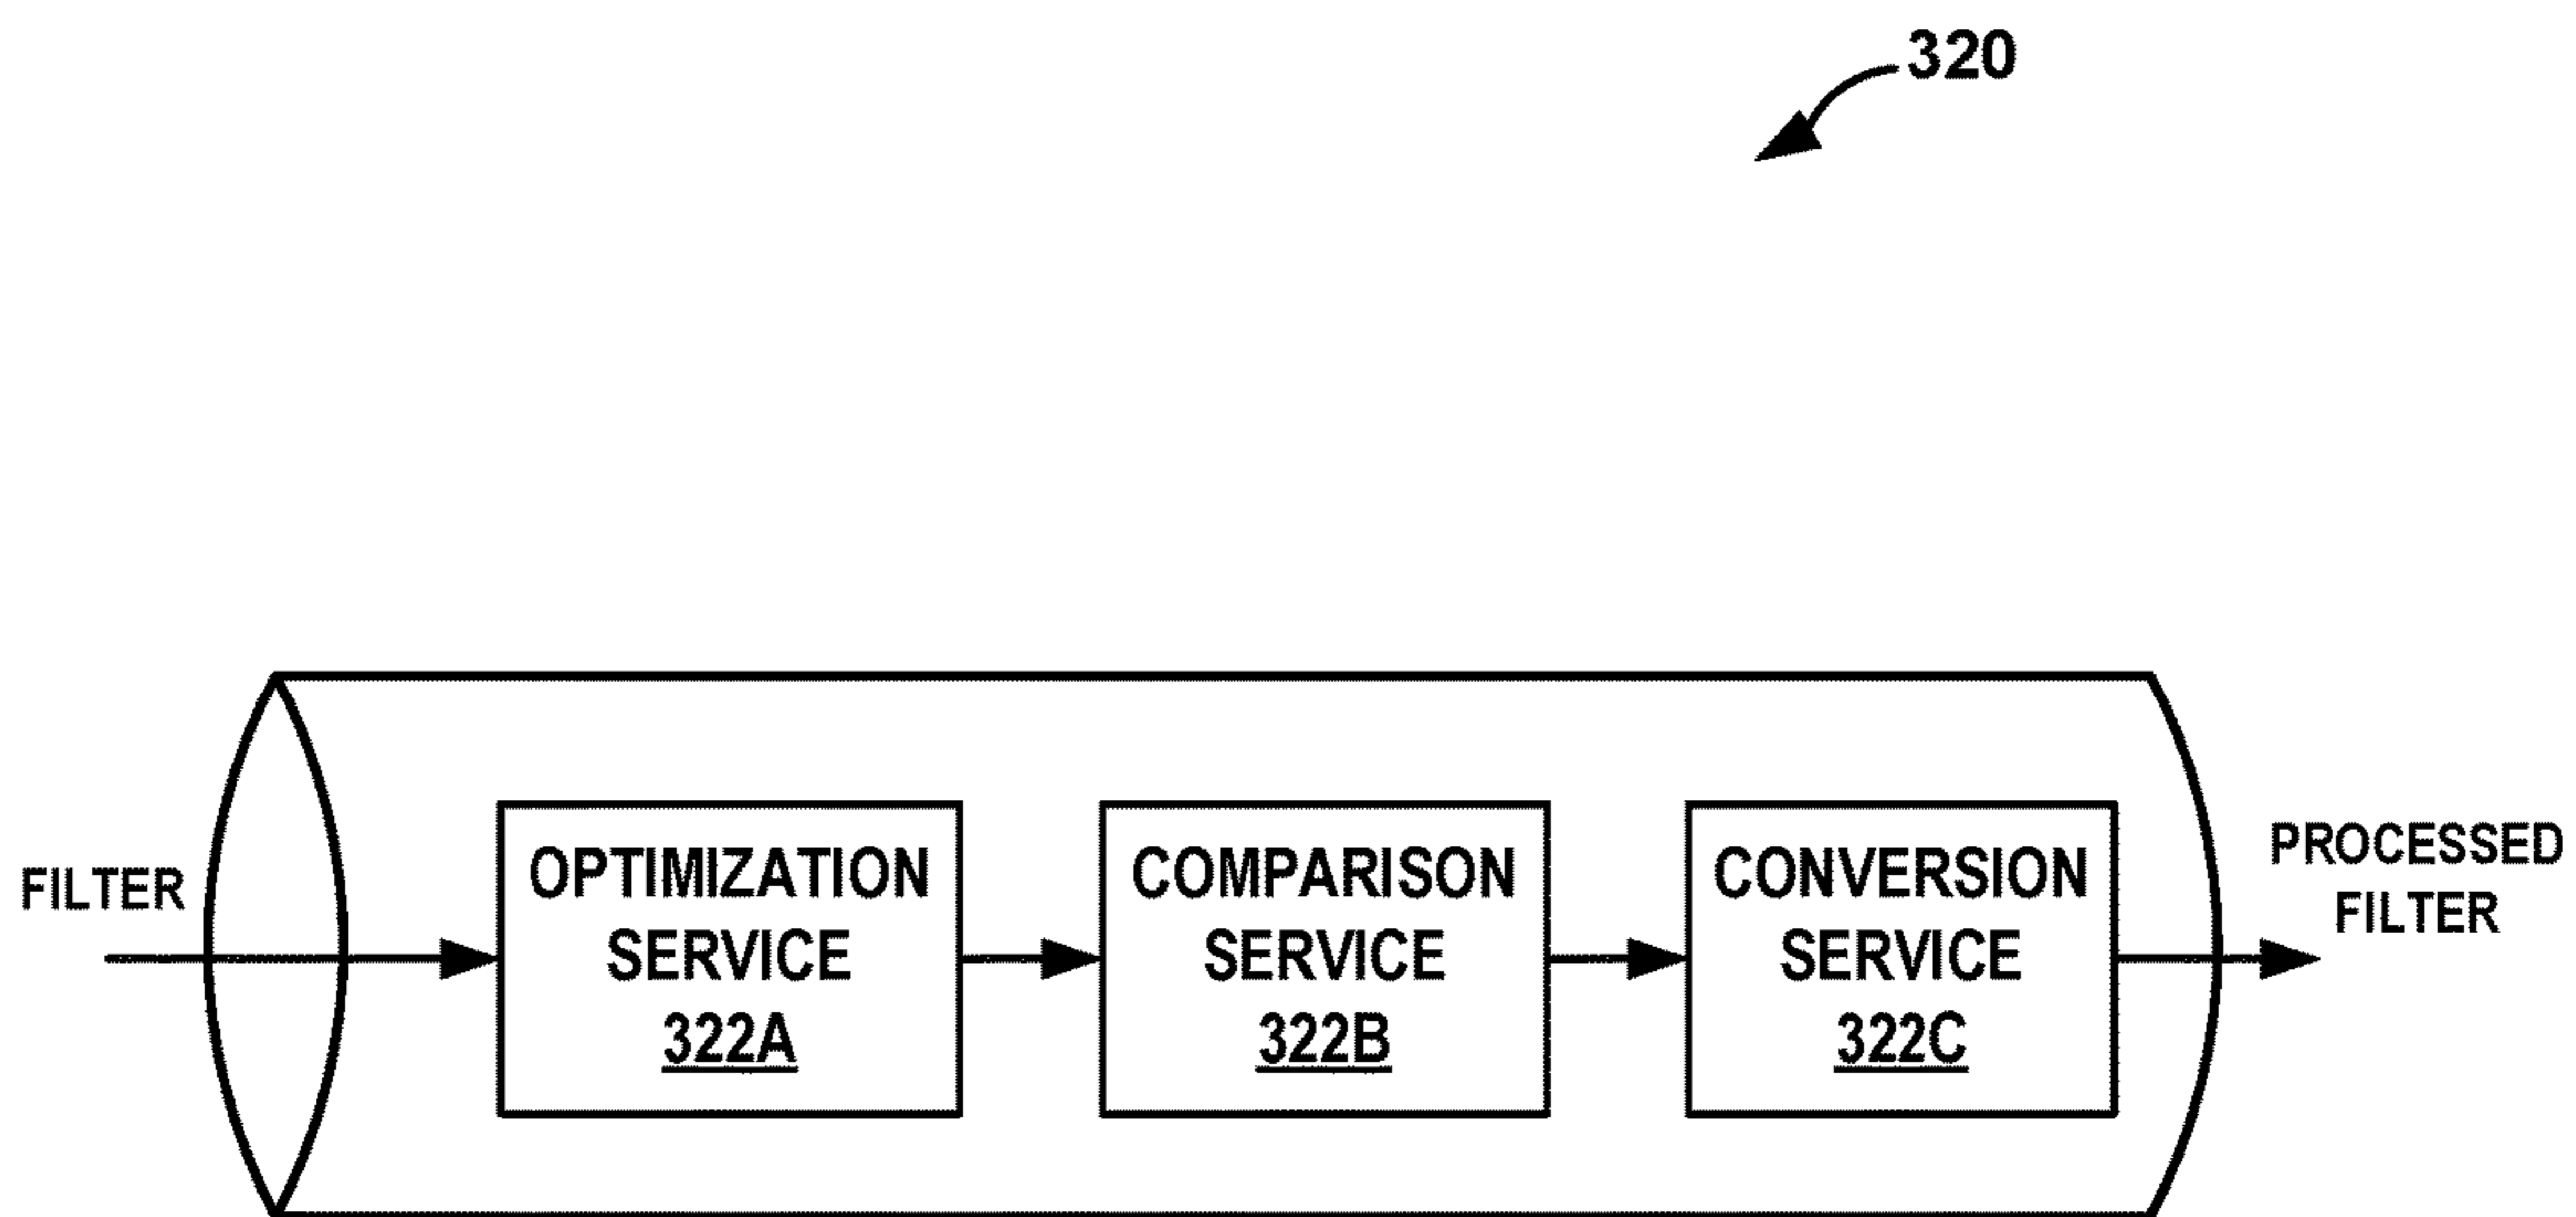 320
FILTER
OPTIMIZATION
SERVICE
322A
COMPARISON
SERVICE
322B
CONVERSION
SERVICE
322C
PROCESSED
FILTER